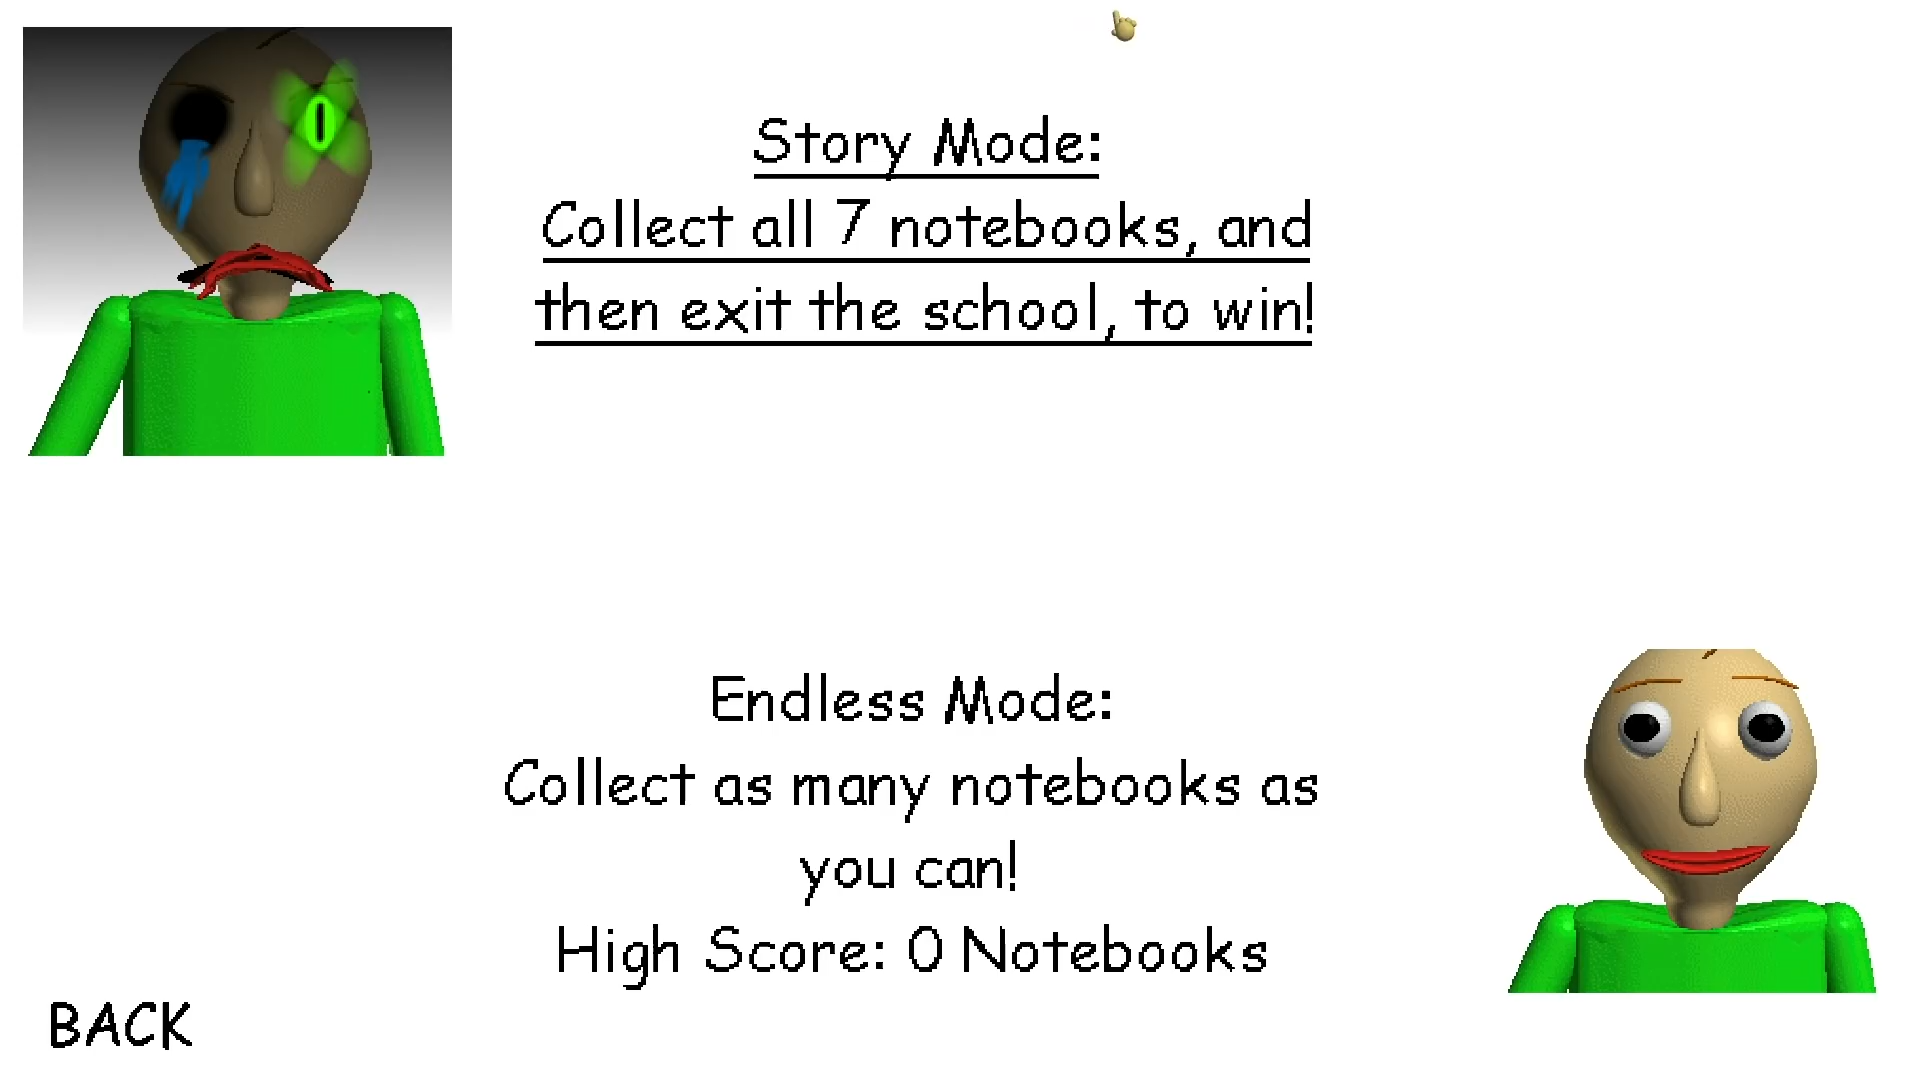 Story Mode:
Collect all 7 notebooks, and
then exit the school, to win!
Endless Mode:
Collect as many notebooks as
you can!
High Score: 0 Notebooks
BACK